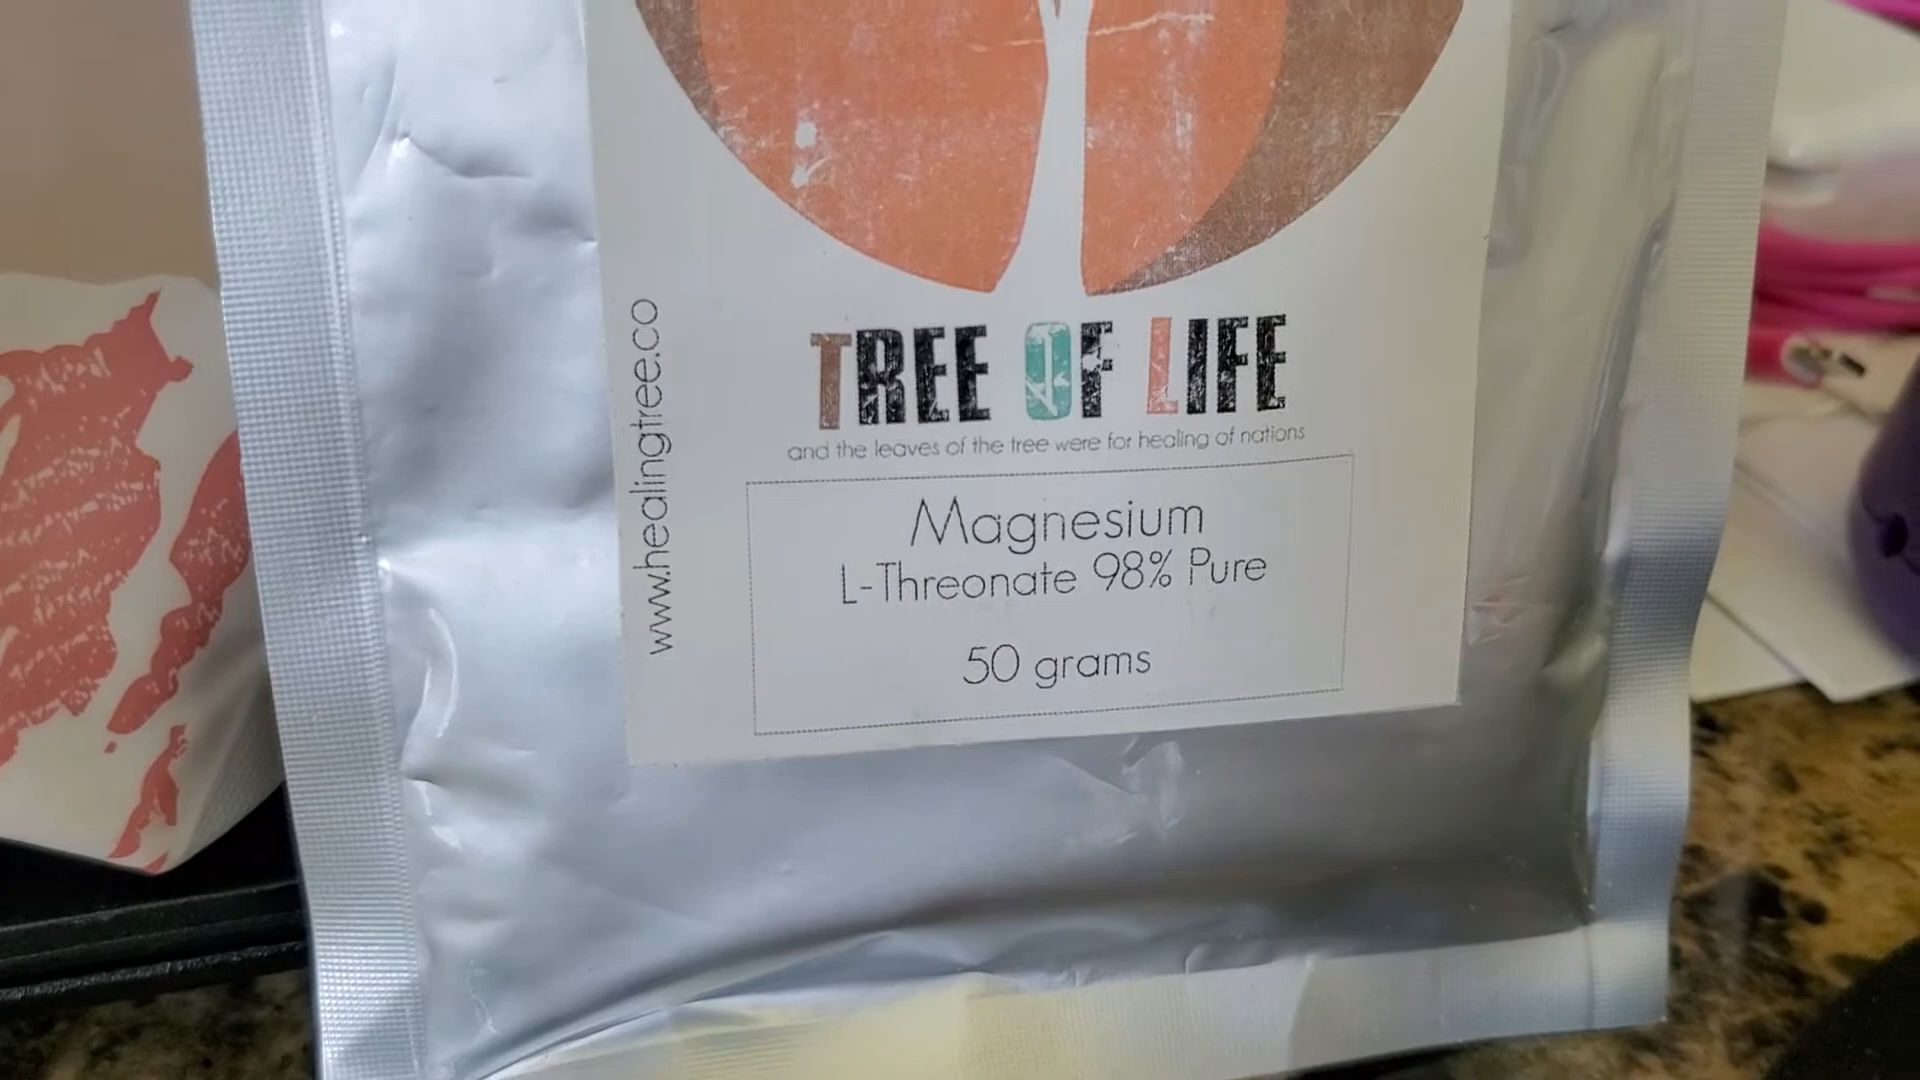 TREE OF LIFE
and the leaves of the tree were for healing of nations
www.healingtree.co
Magnesium
L-Threonate 98% Pure
50 grams